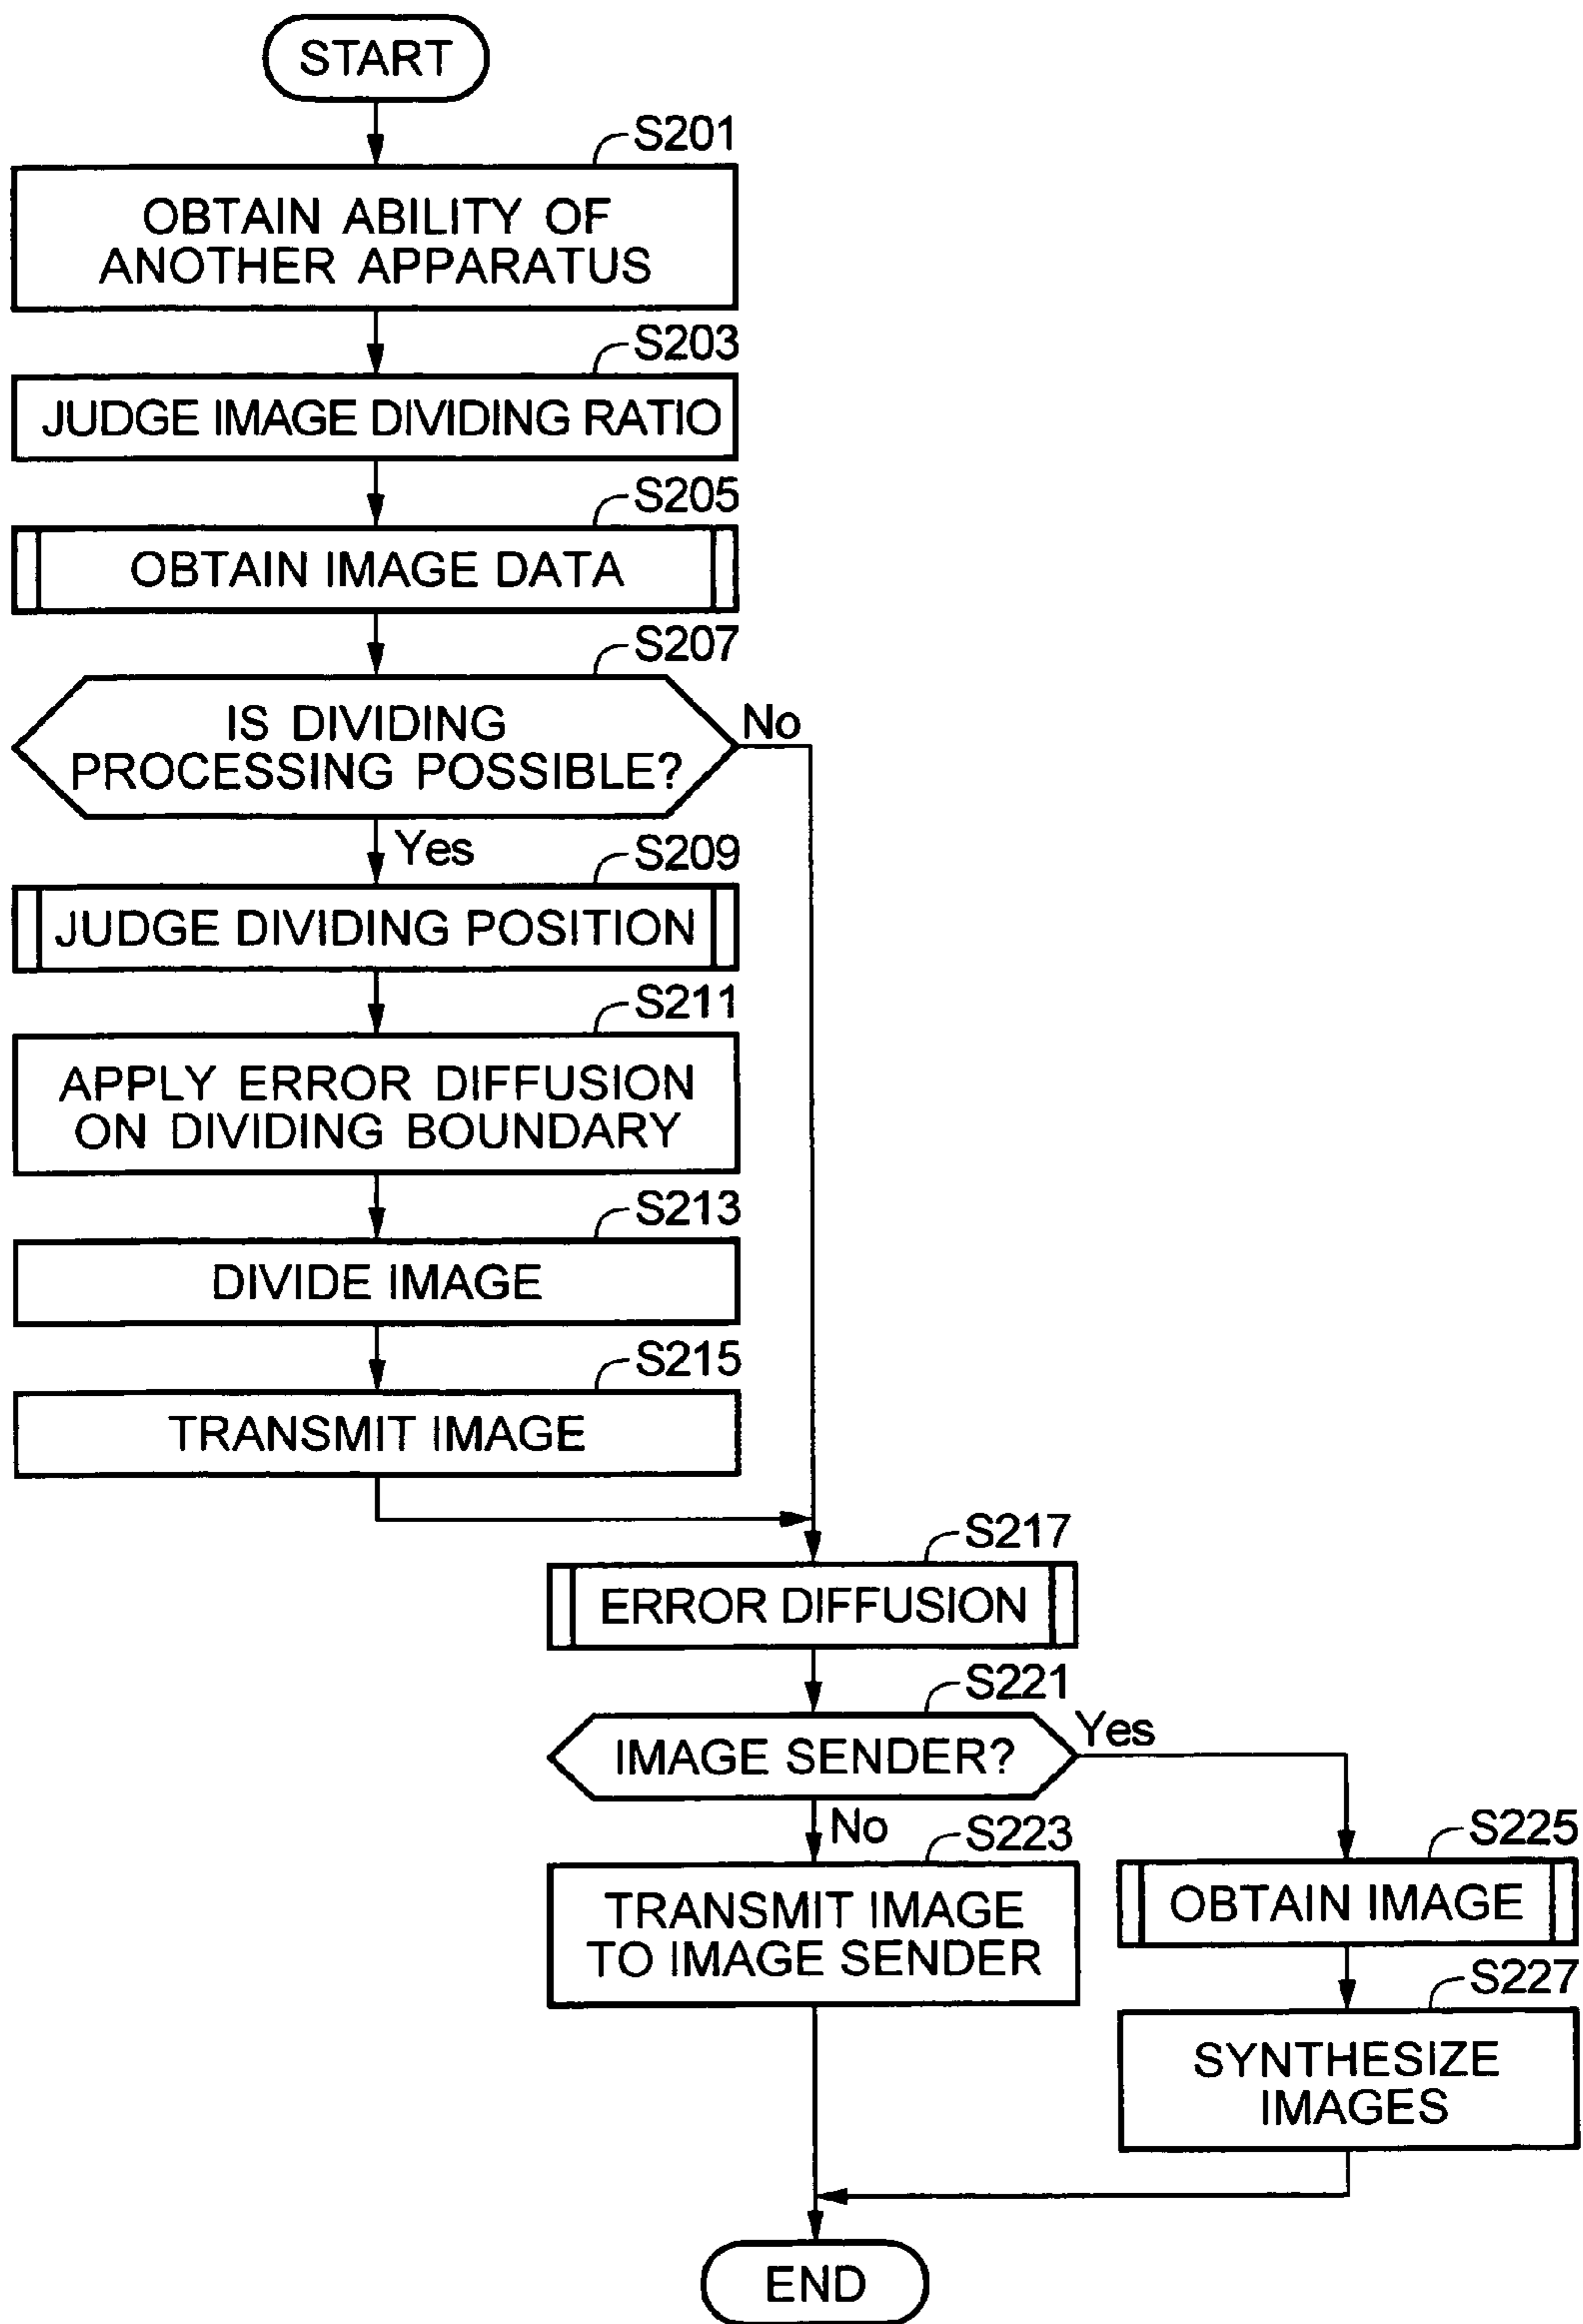 START
S201
OBTAIN ABILITY OF
ANOTHER APPARATUS
S203
JUDGE IMAGE DIVIDING RATIO
S205
OBTAIN IMAGE DATA
S207
IS DIVIDING
PROCESSING POSSIBLE?
No
Yes
S209
JUDGE DIVIDING POSITION
S211
APPLY ERROR DIFFUSION
ON DIVIDING BOUNDARY
S213
DIVIDE IMAGE
S215
TRANSMIT IMAGE
S217
ERROR DIFFUSION
S221
IMAGE SENDER?
Yes
No
S223
TRANSMIT IMAGE
TO IMAGE SENDER
S225
OBTAIN IMAGE
S227
SYNTHESIZE
IMAGES
END